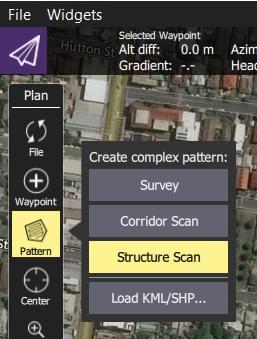 File Widgets
Hutton St
Selected Waypoint
Alt diff: 0.0 m Azim
Gradient: -.- Head
Plan
File
Waypoint
Pattern
Center
Create complex pattern:
Survey
Corridor Scan
Structure Scan
Load KML/SHP...
St